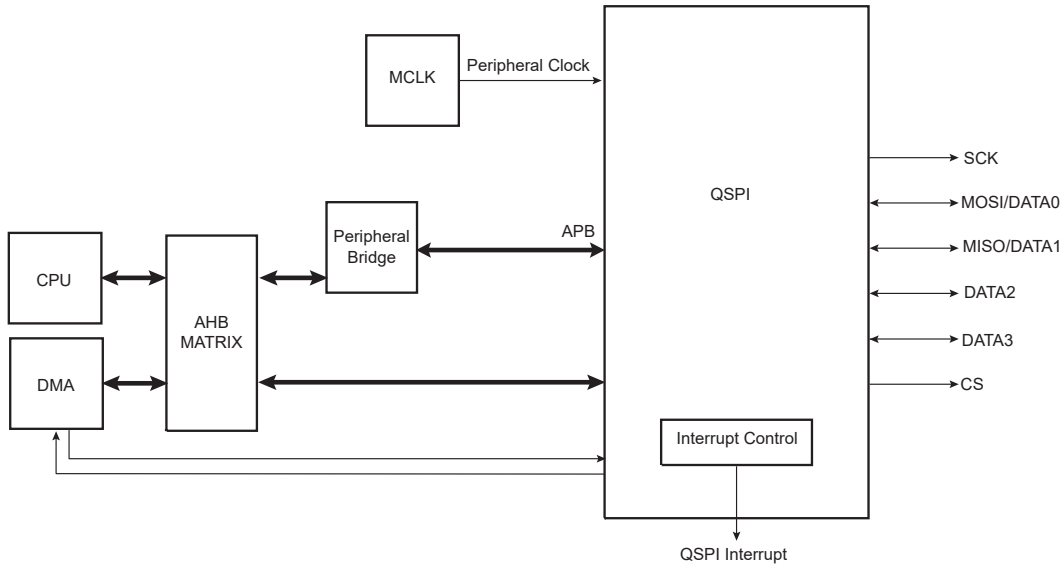 MCLK
Peripheral Clock
QSPI
SCK
MOSI/DATA0
MISO/DATA1
DATA2
DATA3
CS
Peripheral
Bridge
APB
CPU
AHB
MATRIX
DMA
Interrupt Control
QSPI Interrupt